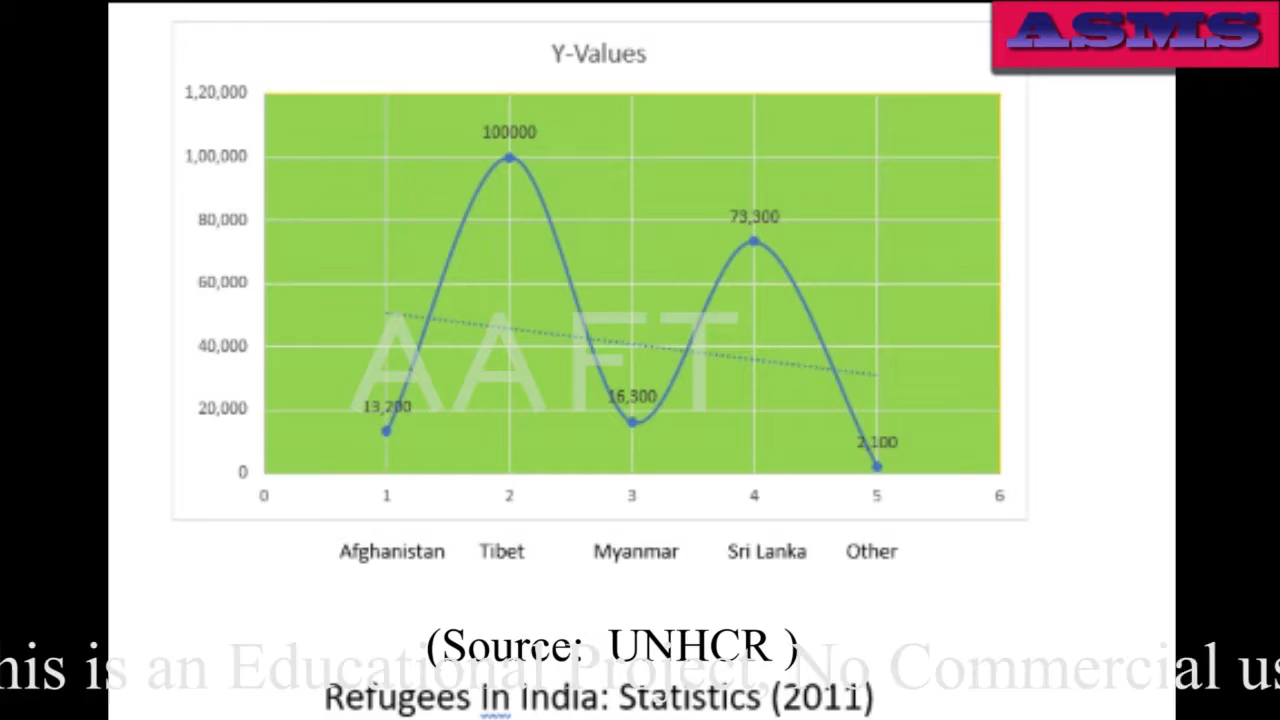 ASMS
Y-Values
1,20,000
1,00,000
80,000
60,000
40,000
20,000
0
100000
73,300
16,300
13,200
2,100
AAFT
0 1 2 3 4 5 6
Afghanistan Tibet Myanmar Sri Lanka Other
(Source: UNHCR )
his is an Educational Project, No Commercial us
Refugees In India: Statistics (2011)